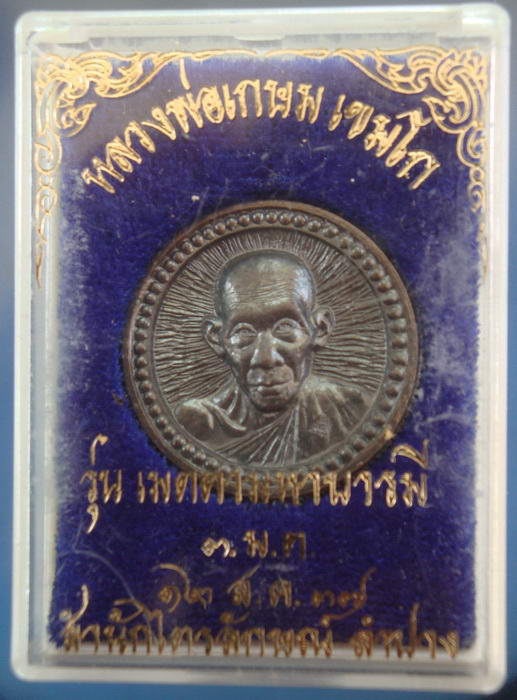 หลวงพ่อเกษม เขมโก
รุ่น เมตตามหาบารมี
๓. ม. ค.
๑๒ ส. ค. ๓๗
สำนักไตรลักษณ์ ลำปาง